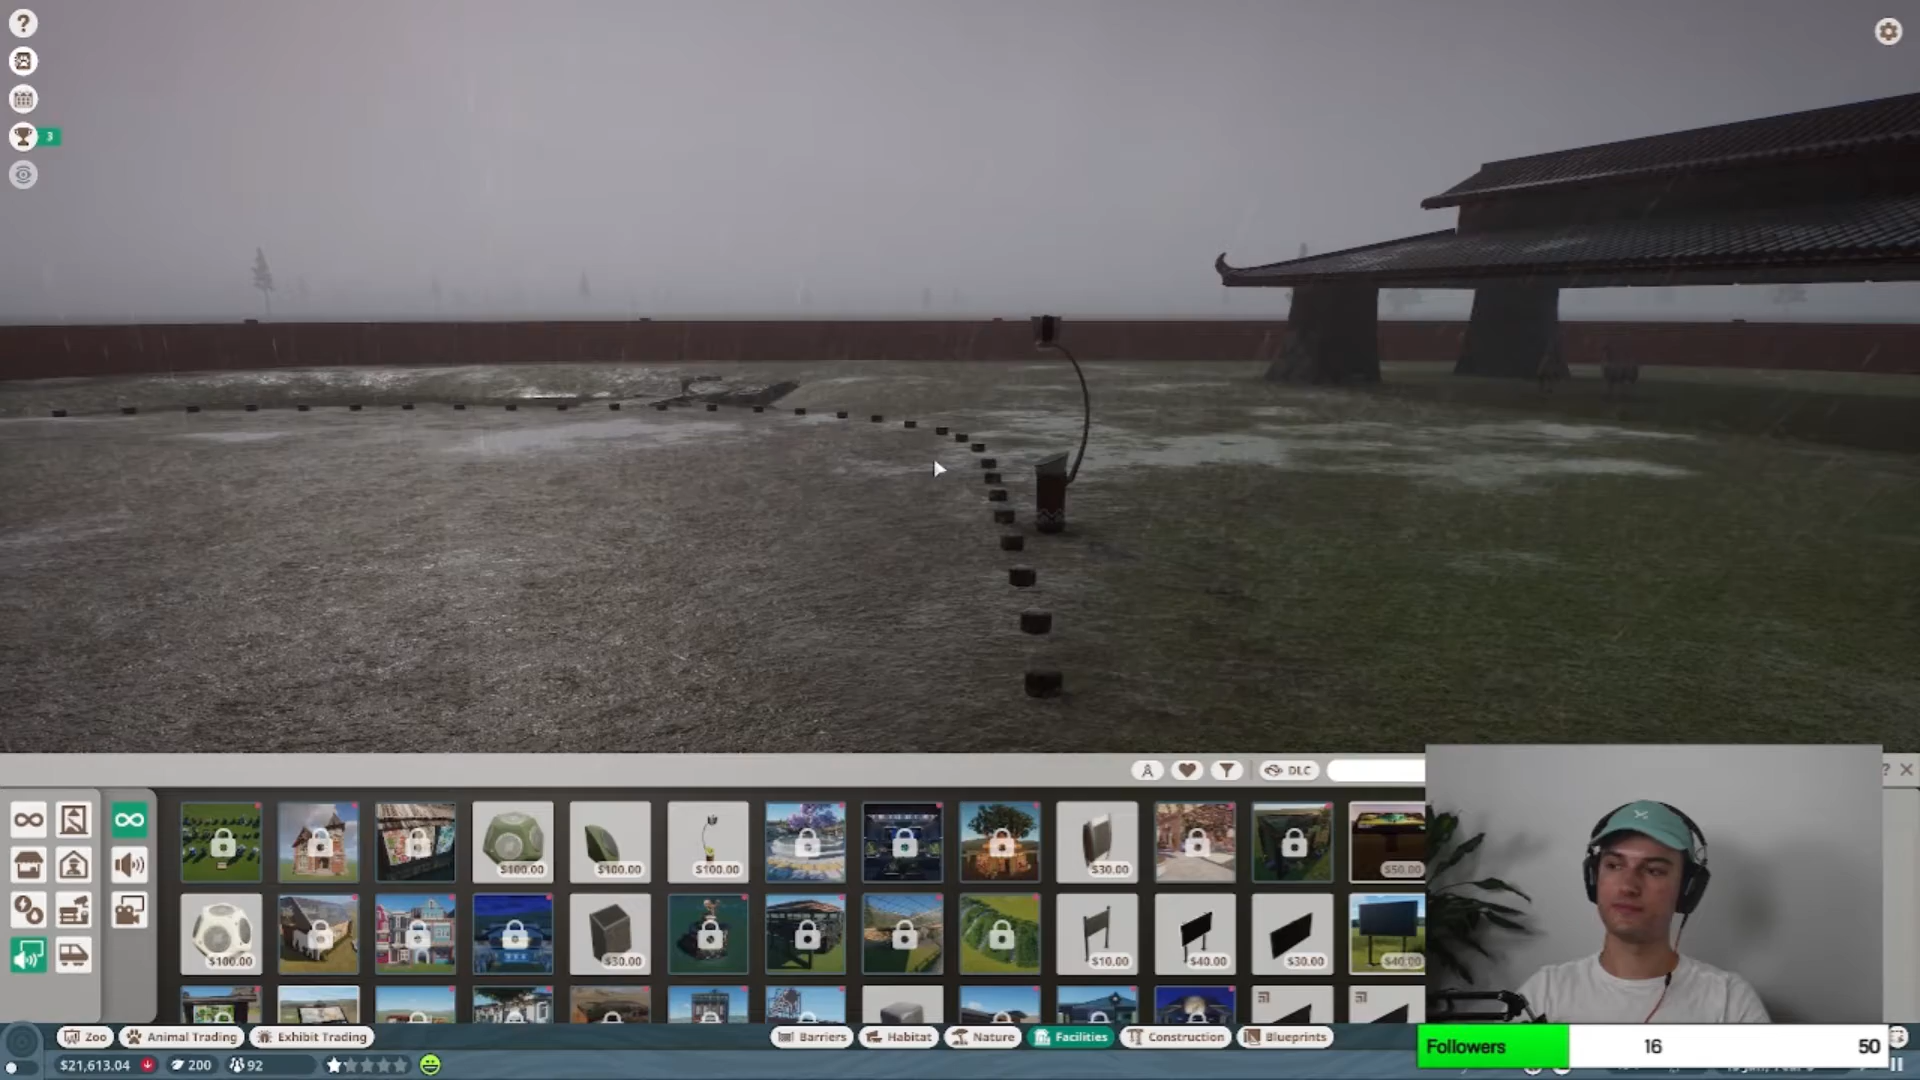 ?
3
DLC
?
$100.00
$100.00
$100.00
$30.00
$50.00
$100.00
$30.00
$10.00
$40.00
$30.00
$40.00
Zoo
Animal Trading
Exhibit Trading
Barriers
Habitat
Nature
Facilities
Construction
Blueprints
$21,613.04
200
92
Followers
16
50